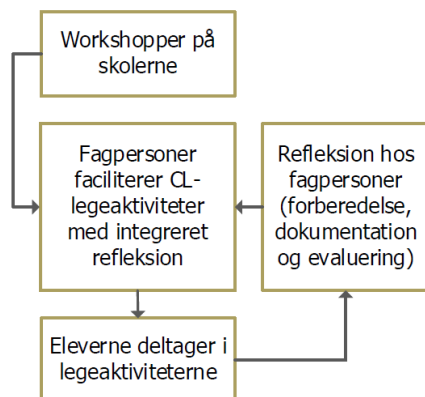 Workshopper på
skolerne
Fagpersoner
faciliterer CL-
legeaktiviteter
med integreret
refleksion
Refleksion hos
fagpersoner
(forberedelse,
dokumentation
og evaluering)
Eleverne deltager i
legeaktiviteterne